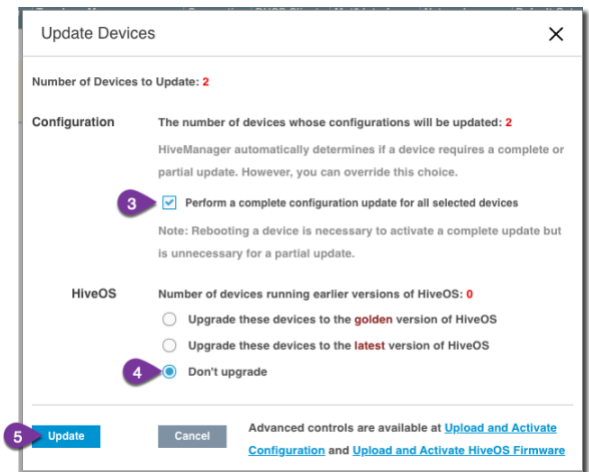 Update Devices
Number of Devices to Update: 2
Configuration
The number of devices whose configurations will be updated: 2
HiveManager automatically determines if a device requires a complete or
partial update. However, you can override this choice.
3
Perform a complete configuration update for all selected devices
Note: Rebooting a device is necessary to activate a complete update but
is unnecessary for a partial update.
HiveOS
Number of devices running earlier versions of HiveOS: 0
Upgrade these devices to the golden version of HiveOS
Upgrade these devices to the latest version of HiveOS
4
Don't upgrade
5
Update
Cancel
Advanced controls are available at Upload and Activate
Configuration and Upload and Activate HiveOS Firmware